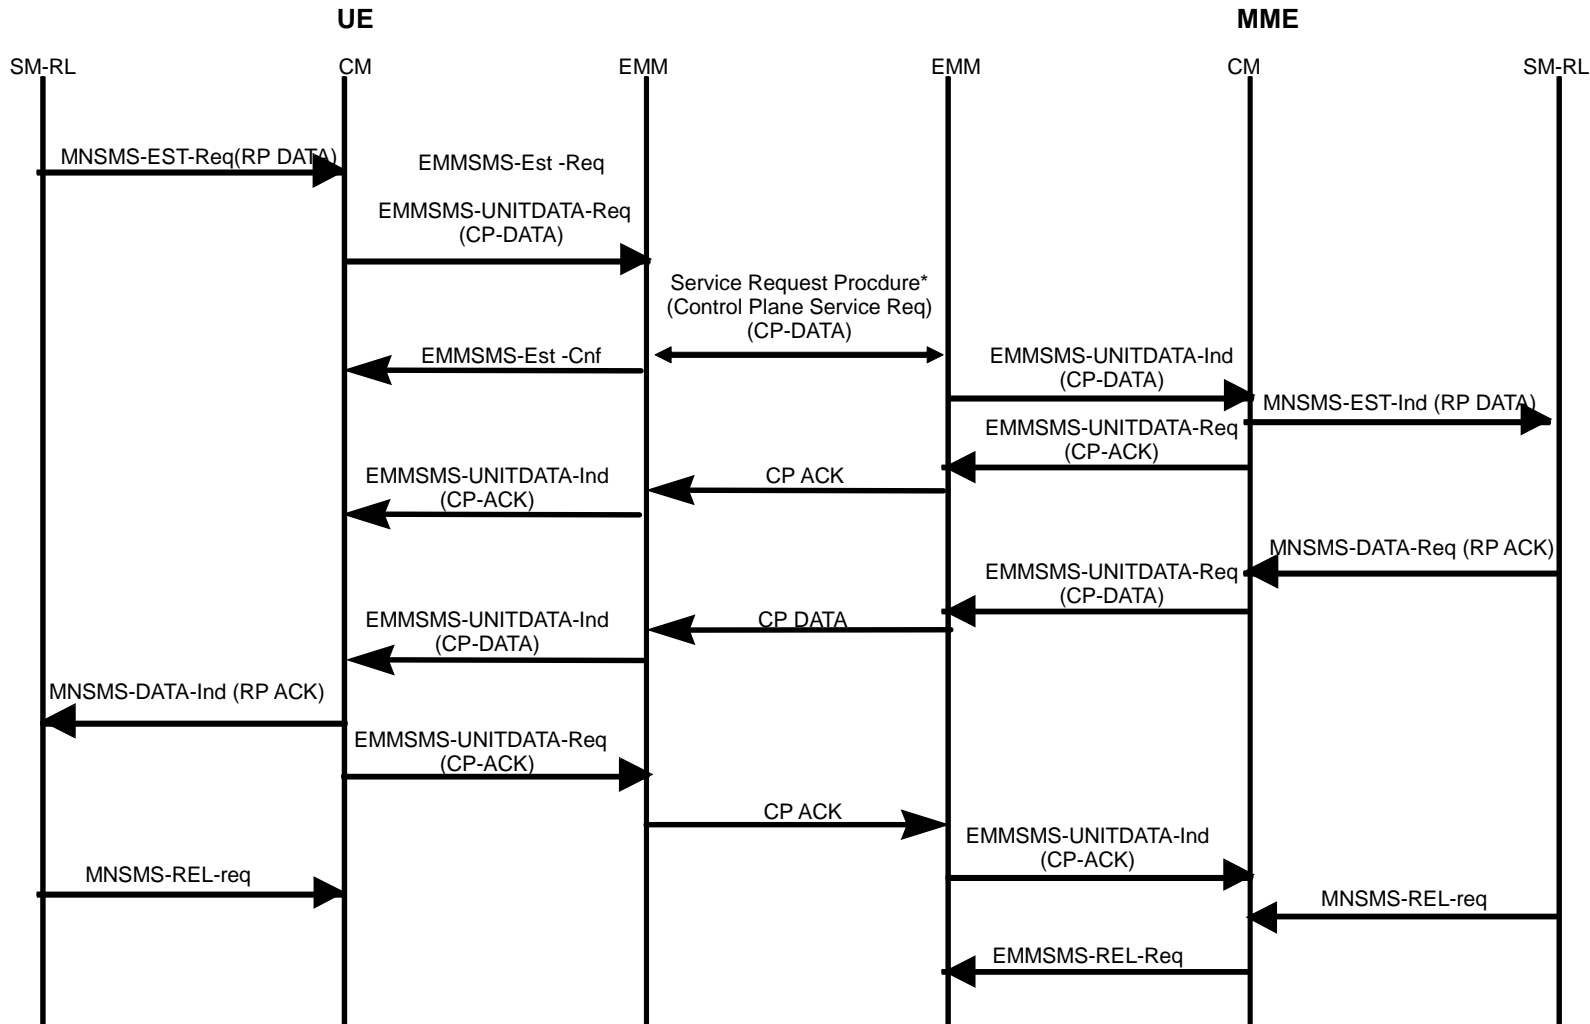 UE
MME
SM-RL
CM
EMM
EMM
CM
SM-RL
MNSMS-EST-Req(RP DATA)
EMMSMS-Est -Req
EMMSMS-UNITDATA-Req
(CP-DATA)
Service Request Procdure*
(Control Plane Service Req)
(CP-DATA)
EMMSMS-Est -Cnf
EMMSMS-UNITDATA-Ind
(CP-DATA)
MNSMS-EST-Ind (RP DATA)
EMMSMS-UNITDATA-Req
(CP-ACK)
CP ACK
EMMSMS-UNITDATA-Ind
(CP-ACK)
MNSMS-DATA-Req (RP ACK)
EMMSMS-UNITDATA-Req
(CP-DATA)
CP DATA
EMMSMS-UNITDATA-Ind
(CP-DATA)
MNSMS-DATA-Ind (RP ACK)
EMMSMS-UNITDATA-Req
(CP-ACK)
CP ACK
EMMSMS-UNITDATA-Ind
(CP-ACK)
MNSMS-REL-req
MNSMS-REL-req
EMMSMS-REL-Req